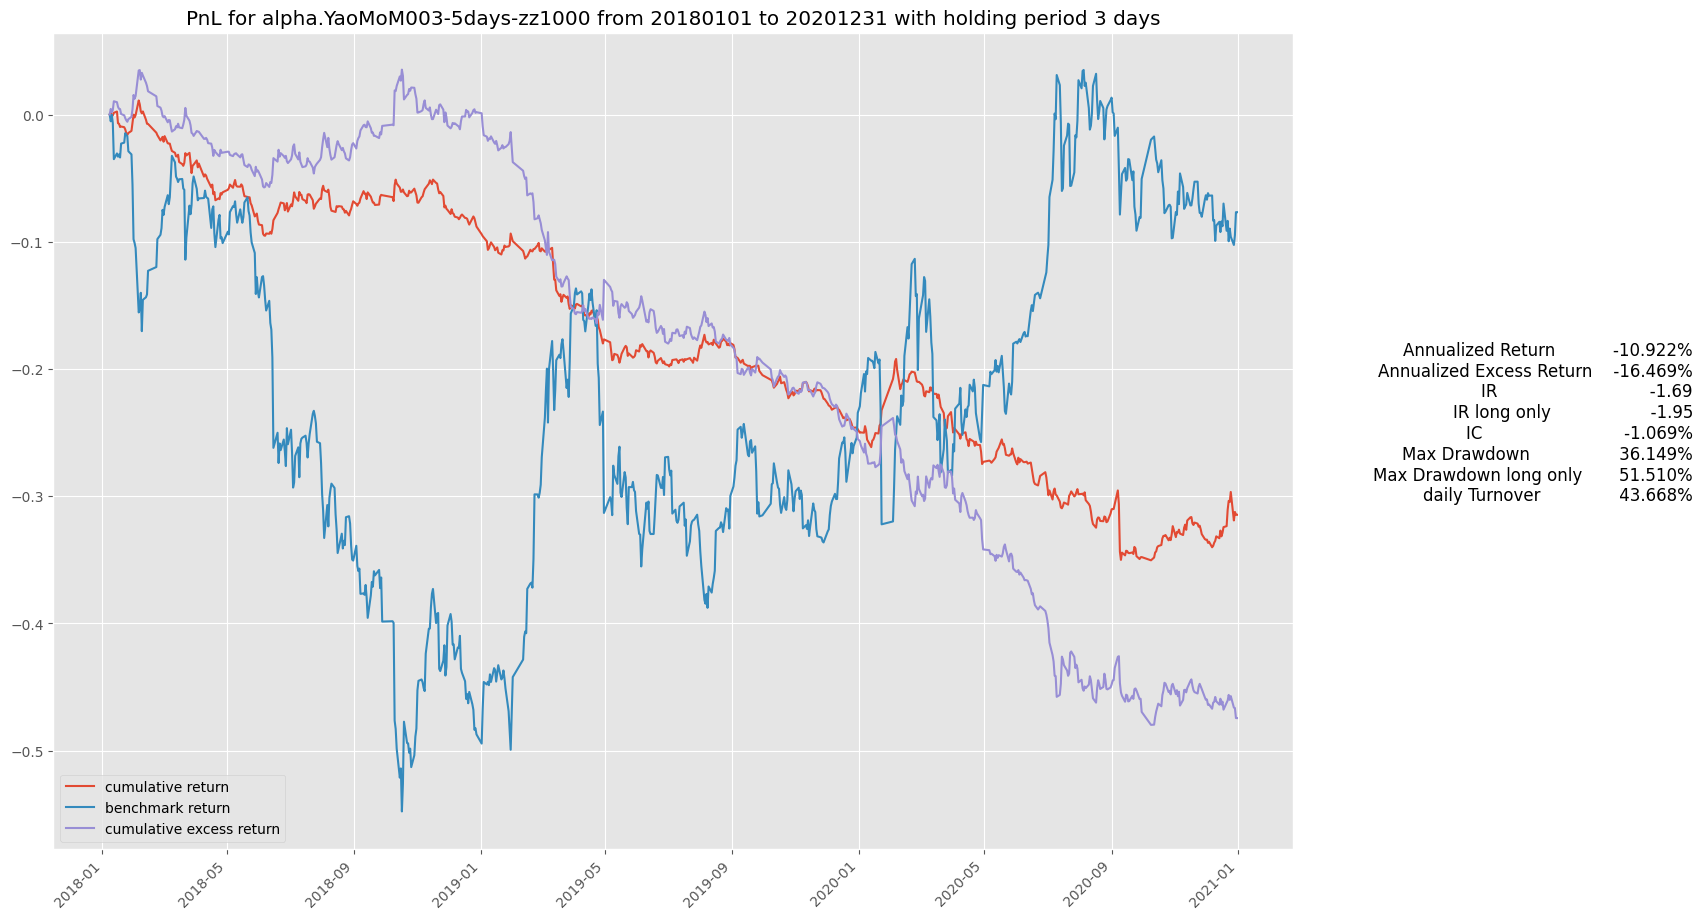 PnL for alpha.YaoMoM003-5days-zz1000 from 20180101 to 20201231 with holding period 3 days
0.0
−0.1
−0.2
−0.3
−0.4
−0.5
Annualized Return -10.922%
Annualized Excess Return -16.469%
IR -1.69
IR long only -1.95
IC -1.069%
Max Drawdown 36.149%
Max Drawdown long only 51.510%
daily Turnover 43.668%
cumulative return
benchmark return
cumulative excess return
2018-01
2018-05
2018-09
2019-01
2019-05
2019-09
2020-01
2020-05
2020-09
2021-01